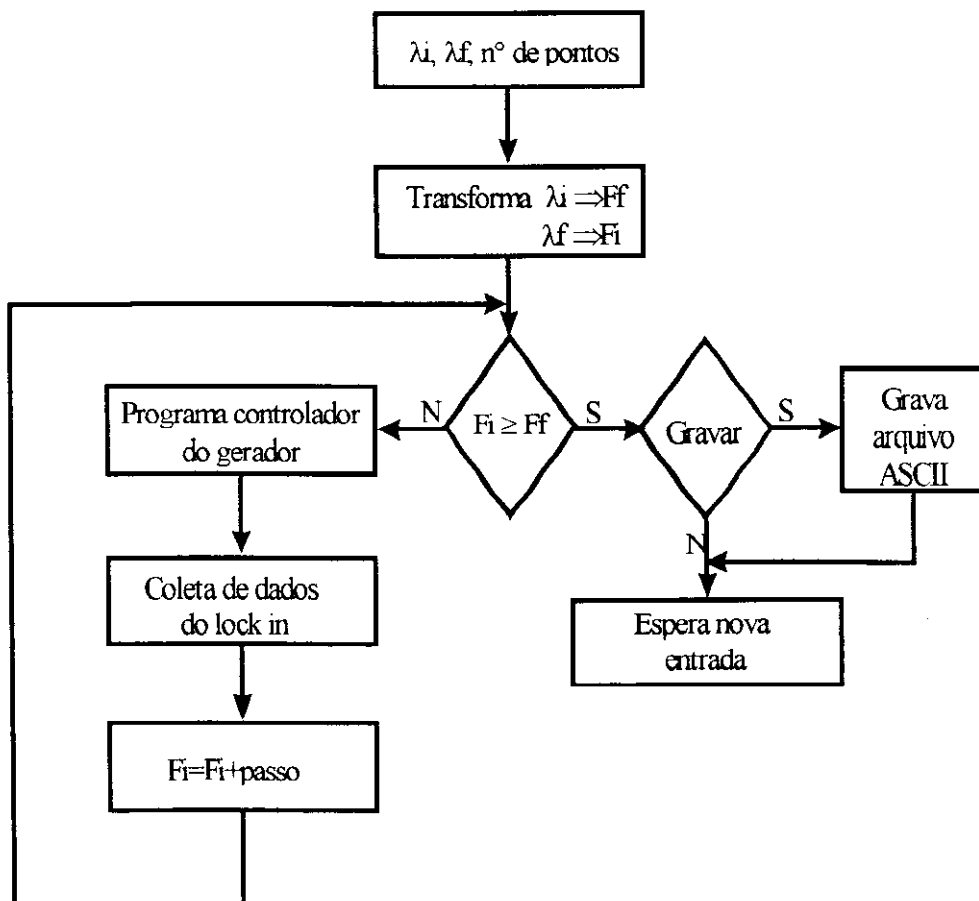 λi, λf, n° de pontos
Transforma λi ⇒Ff
λf ⇒Fi
Fi ≥ Ff
N
S
Gravar
S
N
Grava
arquivo
ASCII
Programa controlador
do gerador
Coleta de dados
do lock in
Espera nova
entrada
Fi=Fi+passo